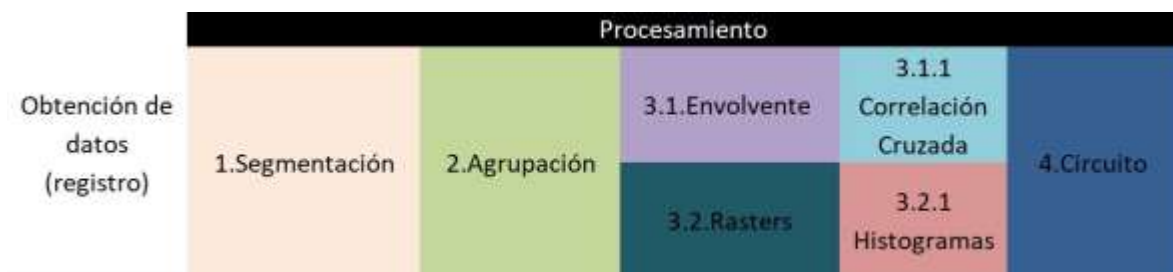 Procesamiento
Obtención de
datos
(registro)
1.Segmentación
2.Agrupación
3.1.Envolvente
3.1.1
Correlación
Cruzada
3.2.Rasters
3.2.1
Histogramas
4.Circuito